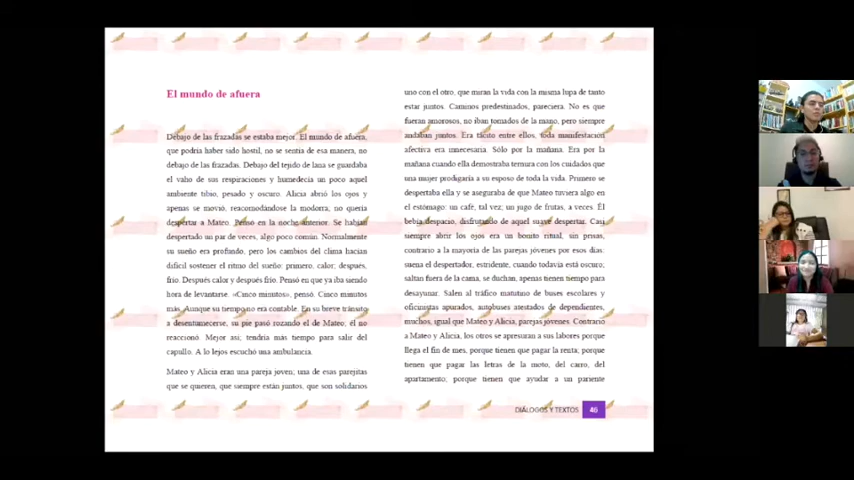 El mundo de afuera
Debajo de las frazadas se estaba mejor. El mundo de afuera,
que podría haber sido hostil, no se sentía de esa manera, no
debajo de las frazadas. Debajo del tejido de lana se guardaba
el vaho de sus respiraciones y humedecía un poco aquel
ambiente tibio, pesado y oscuro. Alicia abrió los ojos y
apenas se movió, reacomodándose la modorra, no quería
despertar a Mateo. Pensó en la noche anterior. Se habían
despertado un par de veces, algo poco común. Normalmente
su sueño era profundo, pero los cambios del clima hacían
difícil sostener el ritmo del sueño: primero, calor; después,
frío. Después calor y después frío. Pensó en que ya iba siendo
hora de levantarse. «Cinco minutos», pensó. Cinco minutos
más. Aunque su tiempo no era contable. En su breve tránsito
a desentumecerse, su pie pasó rozando el de Mateo; él no
reaccionó. Mejor así; tendría más tiempo para salir del
capullo. A lo lejos escuchó una ambulancia.
Mateo y Alicia eran una pareja joven; una de esas parejitas
que se quieren, que siempre están juntos, que son solidarios
uno con el otro, que miran la vida con la misma lupa de tanto
estar juntos. Caminos predestinados, pareciera. No es que
fueran amorosos, no iban tomados de la mano, pero siempre
andaban juntos. Era tácito entre ellos, toda manifestación
afectiva era innecesaria. Sólo por la mañana. Era por la
mañana cuando ella demostraba ternura con los cuidados que
una mujer prodigaría a su esposo de toda la vida. Primero se
despertaba ella y se aseguraba de que Mateo tuviera algo en
el estómago: un café, tal vez; un jugo de frutas, a veces. Él
bebía despacio, disfrutando de aquel suave despertar. Casi
siempre abrir los ojos era un bonito ritual, sin prisas,
contrario a la mayoría de las parejas jóvenes por esos días:
suena el despertador, estridente, cuando todavía está oscuro;
saltan fuera de la cama, se duchan, apenas tienen tiempo para
desayunar. Salen al tráfico matutino de buses escolares y
oficinistas apurados, autobuses atestados de dependientes,
muchos, igual que Mateo y Alicia, parejas jóvenes. Contrario
a Mateo y Alicia, los otros se apresuran a sus labores porque
llega el fin de mes, porque tienen que pagar la renta; porque
tienen que pagar las letras de la moto, del carro, del
apartamento; porque tienen que ayudar a un pariente
DIÁLOGOS Y TEXTOS 46